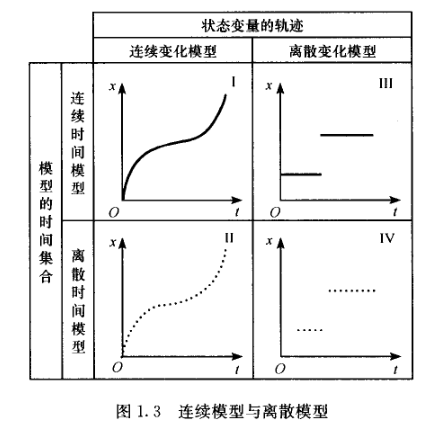 状态变量的轨迹
连续变化模型
离散变化模型
模型的时间集合
连续时间模型
x
I
O
t
x
III
O
t
离散时间模型
x
II
O
t
x
IV
O
t
图 1.3 连续模型与离散模型